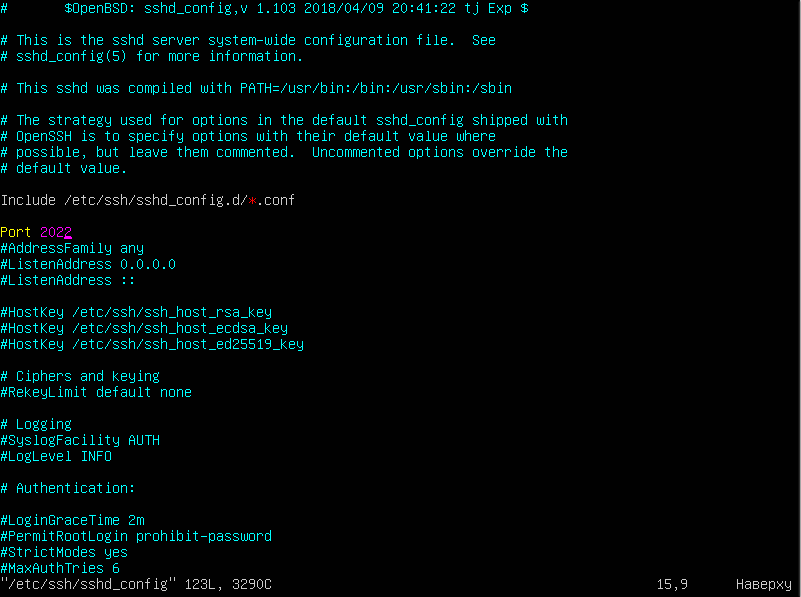 #       $OpenBSD: sshd_config,v 1.103 2018/04/09 20:41:22 tj Exp $
# This is the sshd server system-wide configuration file.  See
# sshd_config(5) for more information.
# This sshd was compiled with PATH=/usr/bin:/bin:/usr/sbin:/sbin
# The strategy used for options in the default sshd_config shipped with
# OpenSSH is to specify options with their default value where
# possible, but leave them commented.  Uncommented options override the
# default value.
Include /etc/ssh/sshd_config.d/*.conf
Port 2022
#AddressFamily any
#ListenAddress 0.0.0.0
#ListenAddress ::
#HostKey /etc/ssh/ssh_host_rsa_key
#HostKey /etc/ssh/ssh_host_ecdsa_key
#HostKey /etc/ssh/ssh_host_ed25519_key
# Ciphers and keying
#RekeyLimit default none
# Logging
#SyslogFacility AUTH
#LogLevel INFO
# Authentication:
#LoginGraceTime 2m
#PermitRootLogin prohibit-password
#StrictModes yes
#MaxAuthTries 6
"/etc/ssh/sshd_config" 123L, 3290C 15,9 Наверху